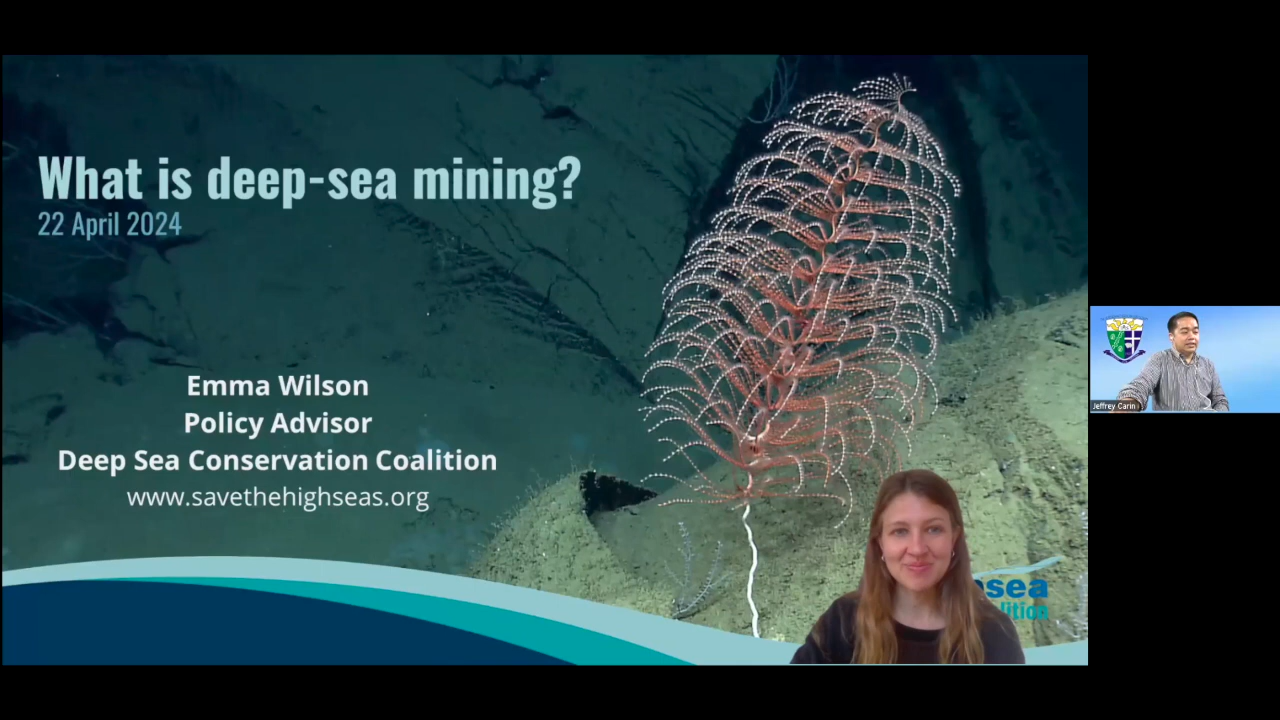 What is deep-sea mining?
22 April 2024
Emma Wilson
Policy Advisor
Deep Sea Conservation Coalition
www.savethehighseas.org
Jeffrey Carin